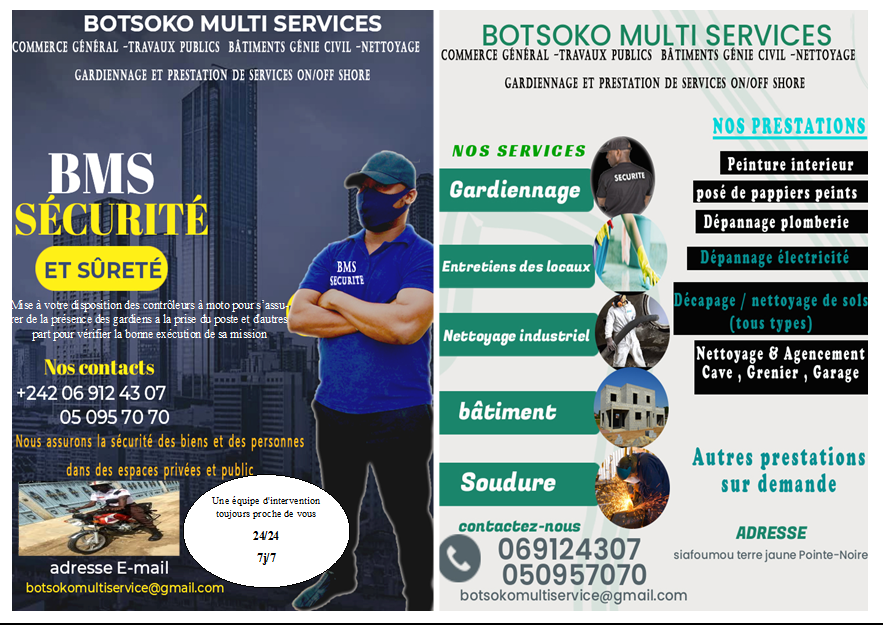 BOTSOKO MULTI SERVICES
COMMERCE GÉNÉRAL -TRAVAUX PUBLICS BÂTIMENTS GÉNIE CIVIL -NETTOYAGE
GARDIENNAGE ET PRESTATION DE SERVICES ON/OFF SHORE
BMS
SÉCURITÉ
ET SÛRETÉ
BMS
SÉCURITE
Mise à votre disposition des contrôleurs à moto pour s'assu-
rer de la présence des gardiens a la prise du poste et d'autres
part pour vérifier la bonne exécution de sa mission
Nos contacts
+242 06 912 43 07
05 095 70 70
Nous assurons la sécurité des biens et des personnes
dans des espaces privées et public
Une équipe d'intervention
toujours proche de vous
24/24
7j/7
adresse E-mail
botsokomultiservice@gmail.com
BOTSOKO MULTI SERVICES
COMMERCE GÉNÉRAL -TRAVAUX PUBLICS BÂTIMENTS GÉNIE CIVIL -NETTOYAGE
GARDIENNAGE ET PRESTATION DE SERVICES ON/OFF SHORE
NOS SERVICES
Gardiennage
SECURITE
Entretiens des locaux
Nettoyage industriel
bâtiment
Soudure
contactez-nous
069124307
050957070
botsokomultiservice@gmail.com
NOS PRESTATIONS
Peinture interieur
posé de pappiers peints
Dépannage plomberie
Dépannage électricité
Décapage / nettoyage de sols
(tous types)
Nettoyage & Agencement
Cave , Grenier , Garage
Autres prestations
sur demande
ADRESSE
siafoumou terre jaune Pointe-Noire